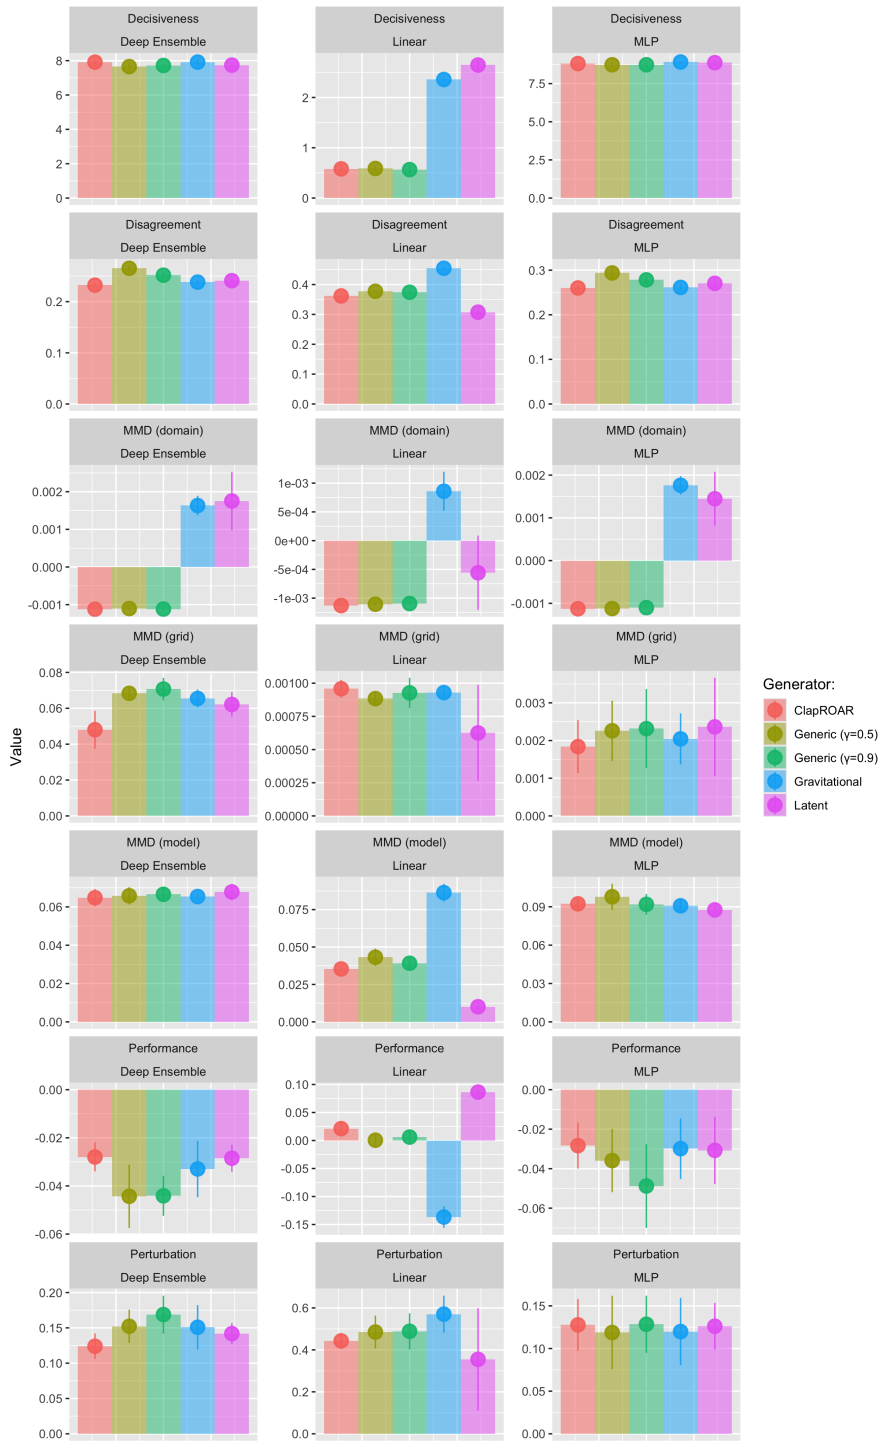 Decisiveness Decisiveness Decisiveness
Deep Ensemble Linear MLP
8 6 4 2 0
2 1 0
7.5 5.0 2.5 0.0
Disagreement Disagreement Disagreement
Deep Ensemble Linear MLP
0.2 0.1 0.0
0.4 0.3 0.2 0.1 0.0
0.3 0.2 0.1 0.0
MMD (domain) MMD (domain) MMD (domain)
Deep Ensemble Linear MLP
0.002 0.001 0.000 -0.001
1e-03 5e-04 0e+00 -5e-04 -1e-03
0.002 0.001 0.000 -0.001
MMD (grid) MMD (grid) MMD (grid)
Deep Ensemble Linear MLP
0.08 0.06 0.04 0.02 0.00
0.00100 0.00075 0.00050 0.00025 0.00000
0.003 0.002 0.001 0.000
MMD (model) MMD (model) MMD (model)
Deep Ensemble Linear MLP
0.06 0.04 0.02 0.00
0.075 0.050 0.025 0.000
0.09 0.06 0.03 0.00
Performance Performance Performance
Deep Ensemble Linear MLP
0.00 -0.02 -0.04 -0.06
0.10 0.05 0.00 -0.05 -0.10 -0.15
0.00 -0.02 -0.04 -0.06
Perturbation Perturbation Perturbation
Deep Ensemble Linear MLP
0.20 0.15 0.10 0.05 0.00
0.6 0.4 0.2 0.0
0.15 0.10 0.05 0.00
Value
Generator:
ClapROAR
Generic (γ=0.5)
Generic (γ=0.9)
Gravitational
Latent